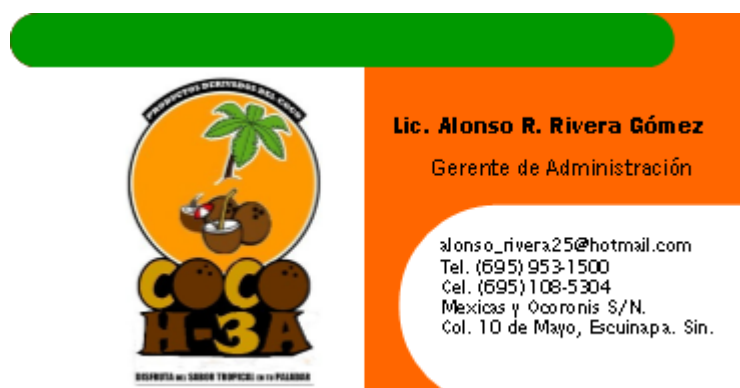 PRODUCTOS DERIVADOS DEL COCO
COCO
H-3A
DISFRUTA DEL SABOR TROPICAL EN TU PALADAR
Lic. Alonso R. Rivera Gómez
Gerente de Administración
alonso_rivera25@hotmail.com
Tel. (695) 953-1500
Cel. (695) 108-5304
Mexicas y Ocoronis S/N.
Col. 10 de Mayo, Escuinapa. Sin.